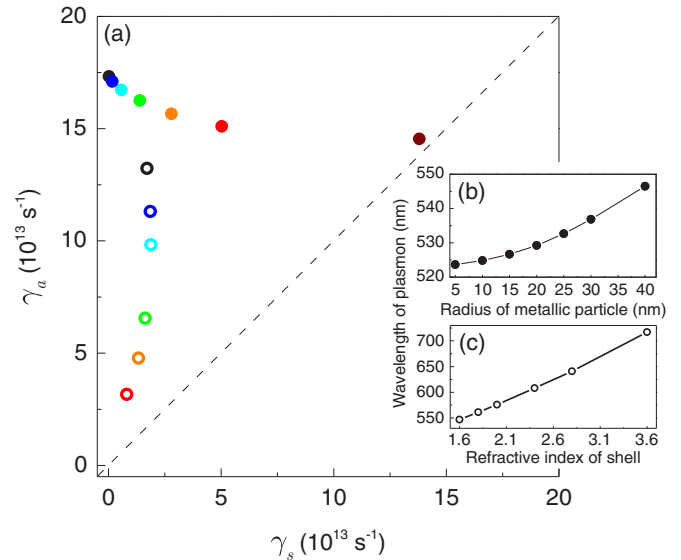 20
15
10
5
0
γa (10^13 s^-1)
(a)
0 5 10 15 20
γs (10^13 s^-1)
Wavelength of plasmon (nm)
(b)
550
540
530
520
5 10 15 20 25 30 35 40
Radius of metallic particle (nm)
(c)
700
650
600
550
1.6 2.1 2.6 3.1 3.6
Refractive index of shell